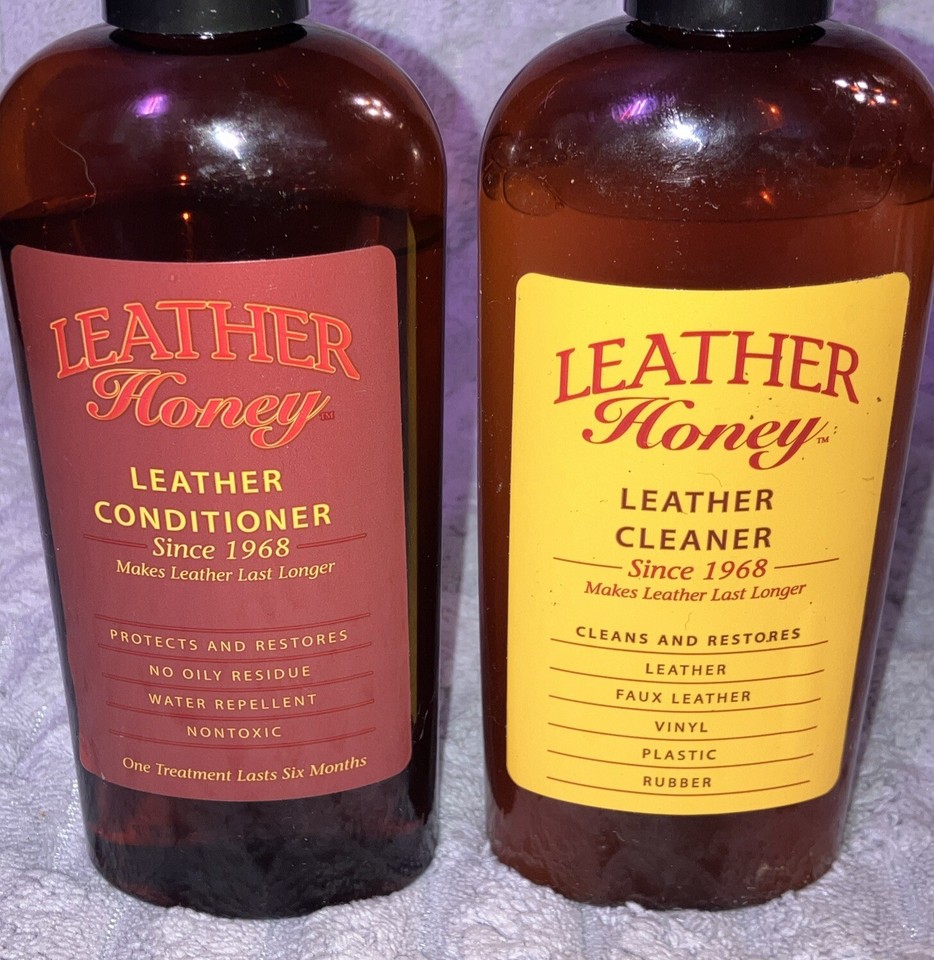 LEATHER
Honey™
LEATHER
CONDITIONER
Since 1968
Makes Leather Last Longer
PROTECTS AND RESTORES
NO OILY RESIDUE
WATER REPELLENT
NONTOXIC
One Treatment Lasts Six Months
LEATHER
Honey™
LEATHER
CLEANER
Since 1968
Makes Leather Last Longer
CLEANS AND RESTORES
LEATHER
FAUX LEATHER
VINYL
PLASTIC
RUBBER